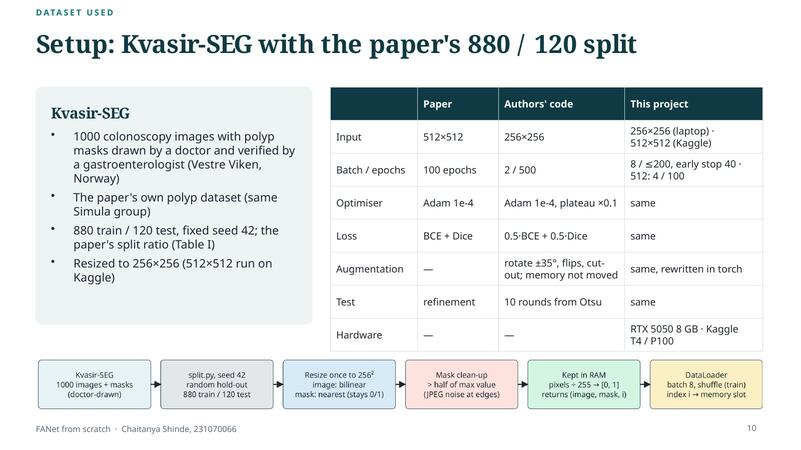 DATASET USED
Setup: Kvasir-SEG with the paper's 880 / 120 split
Kvasir-SEG
• 1000 colonoscopy images with polyp
masks drawn by a doctor and verified by
a gastroenterologist (Vestre Viken,
Norway)
• The paper's own polyp dataset (same
Simula group)
• 880 train / 120 test, fixed seed 42; the
paper's split ratio (Table I)
• Resized to 256×256 (512×512 run on
Kaggle)
Paper Authors' code This project
Input 512×512 256×256 256×256 (laptop) ·
512×512 (Kaggle)
Batch / epochs 100 epochs 2 / 500 8 / ≤200, early stop 40 ·
512: 4 / 100
Optimiser Adam 1e-4 Adam 1e-4, plateau ×0.1 same
Loss BCE + Dice 0.5·BCE + 0.5·Dice same
Augmentation — rotate ±35°, flips, cut-
out; memory not moved same, rewritten in torch
Test refinement 10 rounds from Otsu same
Hardware — — RTX 5050 8 GB · Kaggle
T4 / P100
Kvasir-SEG
1000 images + masks
(doctor-drawn)
split.py, seed 42
random hold-out
880 train / 120 test
Resize once to 256²
image: bilinear
mask: nearest (stays 0/1)
Mask clean-up
> half of max value
(JPEG noise at edges)
Kept in RAM
pixels ÷ 255 → [0, 1]
returns (image, mask, i)
DataLoader
batch 8, shuffle (train)
index i → memory slot
FANet from scratch · Chaitanya Shinde, 231070066
10